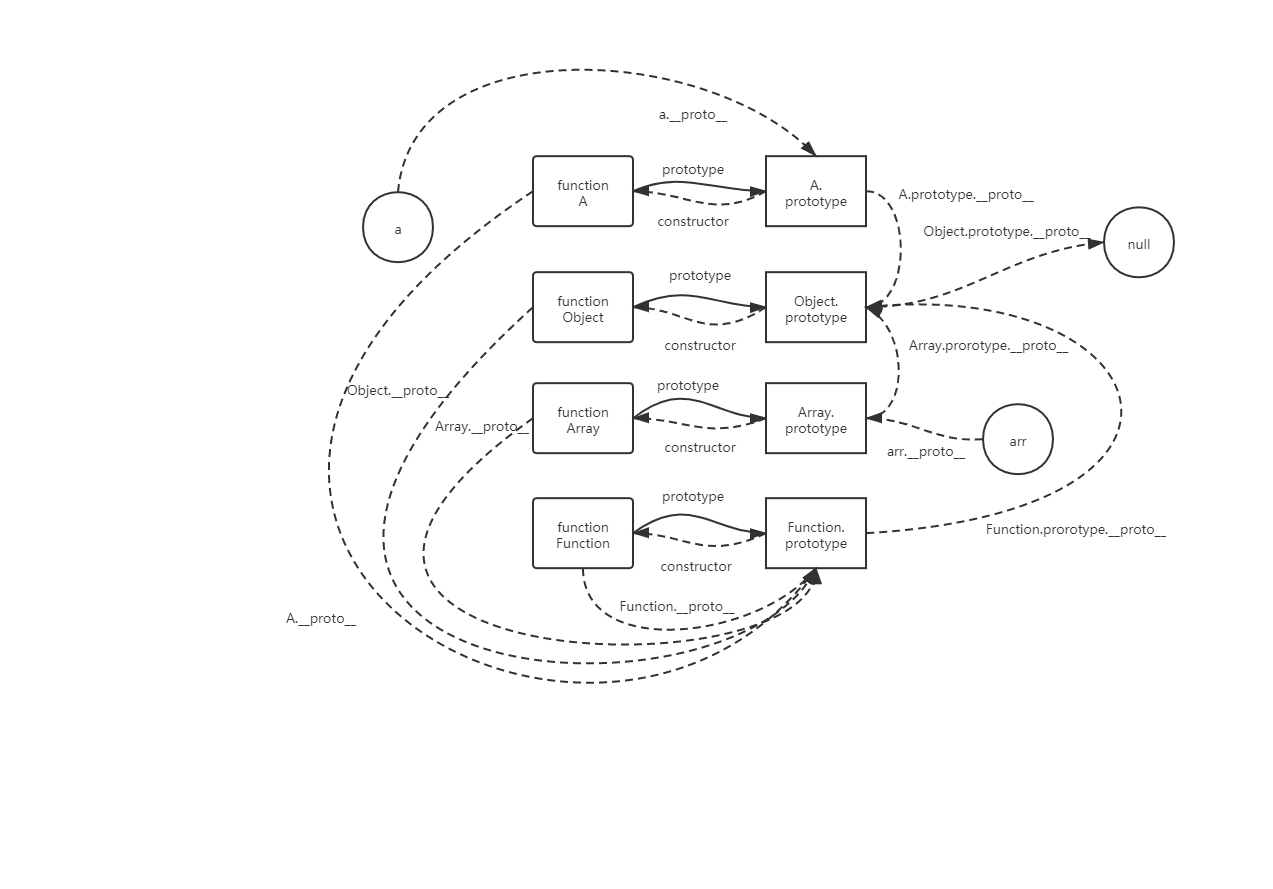 a.__proto__
prototype
function
A
A.
prototype
A.prototype.__proto__
constructor
a
Object.prototype.__proto__
null
prototype
function
Object
Object.
prototype
constructor
Array.prorotype.__proto__
Object.__proto__
prototype
function
Array
Array.
prototype
Array.__proto__
constructor
arr.__proto__
arr
prototype
function
Function
Function.
prototype
Function.prorotype.__proto__
constructor
Function.__proto__
A.__proto__